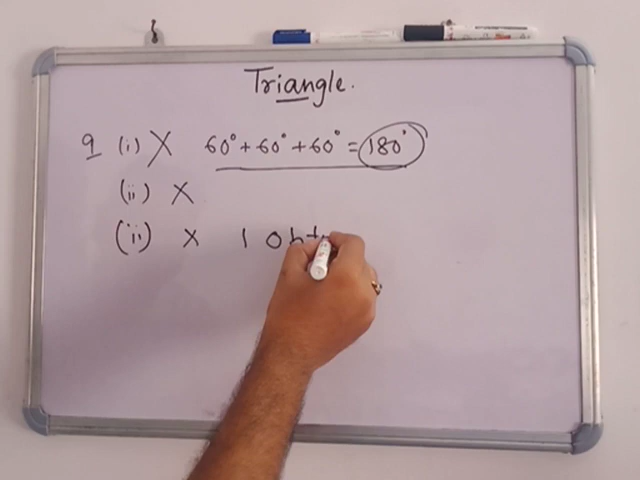 Triangle.
9 (i) X 60° + 60° + 60° = 180°
(ii) X
(ii) X 1 obt